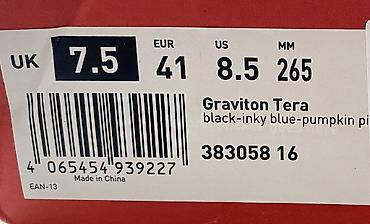 UK 7.5 EUR 41 US 8.5 MM 265
Graviton Tera
black-inky blue-pumpkin pi
383058 16
4 065454 939227
Made in China
EAN-13